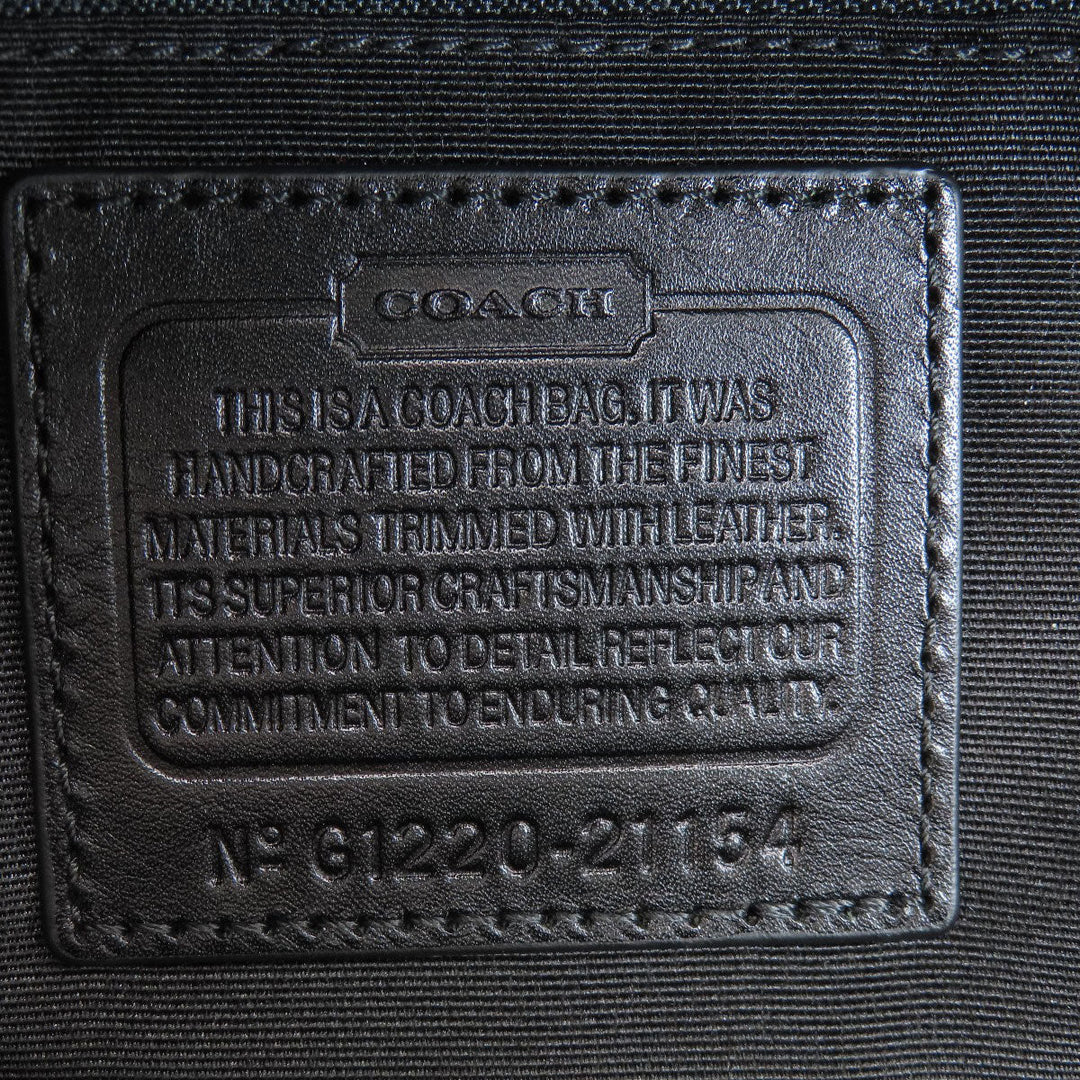 COACH
THIS IS A COACH BAG. IT WAS
HANDCRAFTED FROM THE FINEST
MATERIALS TRIMMED WITH LEATHER.
ITS SUPERIOR CRAFTSMANSHIP AND
ATTENTION TO DETAIL REFLECT OUR
COMMITMENT TO ENDURING QUALITY.
Nº G1220-21154